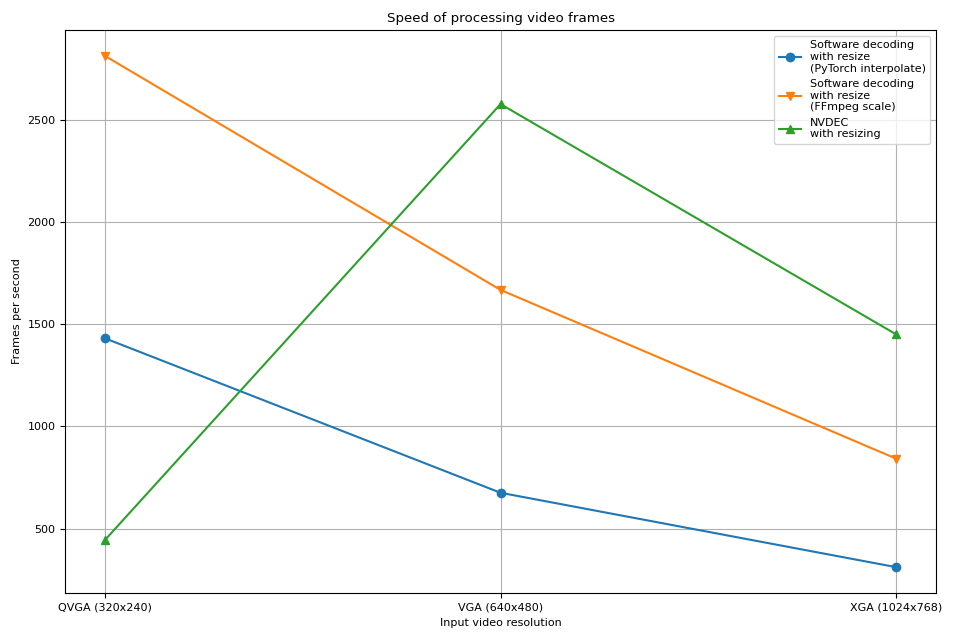 Speed of processing video frames
Software decoding
with resize
(PyTorch interpolate)
Software decoding
with resize
(FFmpeg scale)
NVDEC
with resizing
2500
2000
1500
1000
500
Frames per second
QVGA (320x240)
VGA (640x480)
XGA (1024x768)
Input video resolution